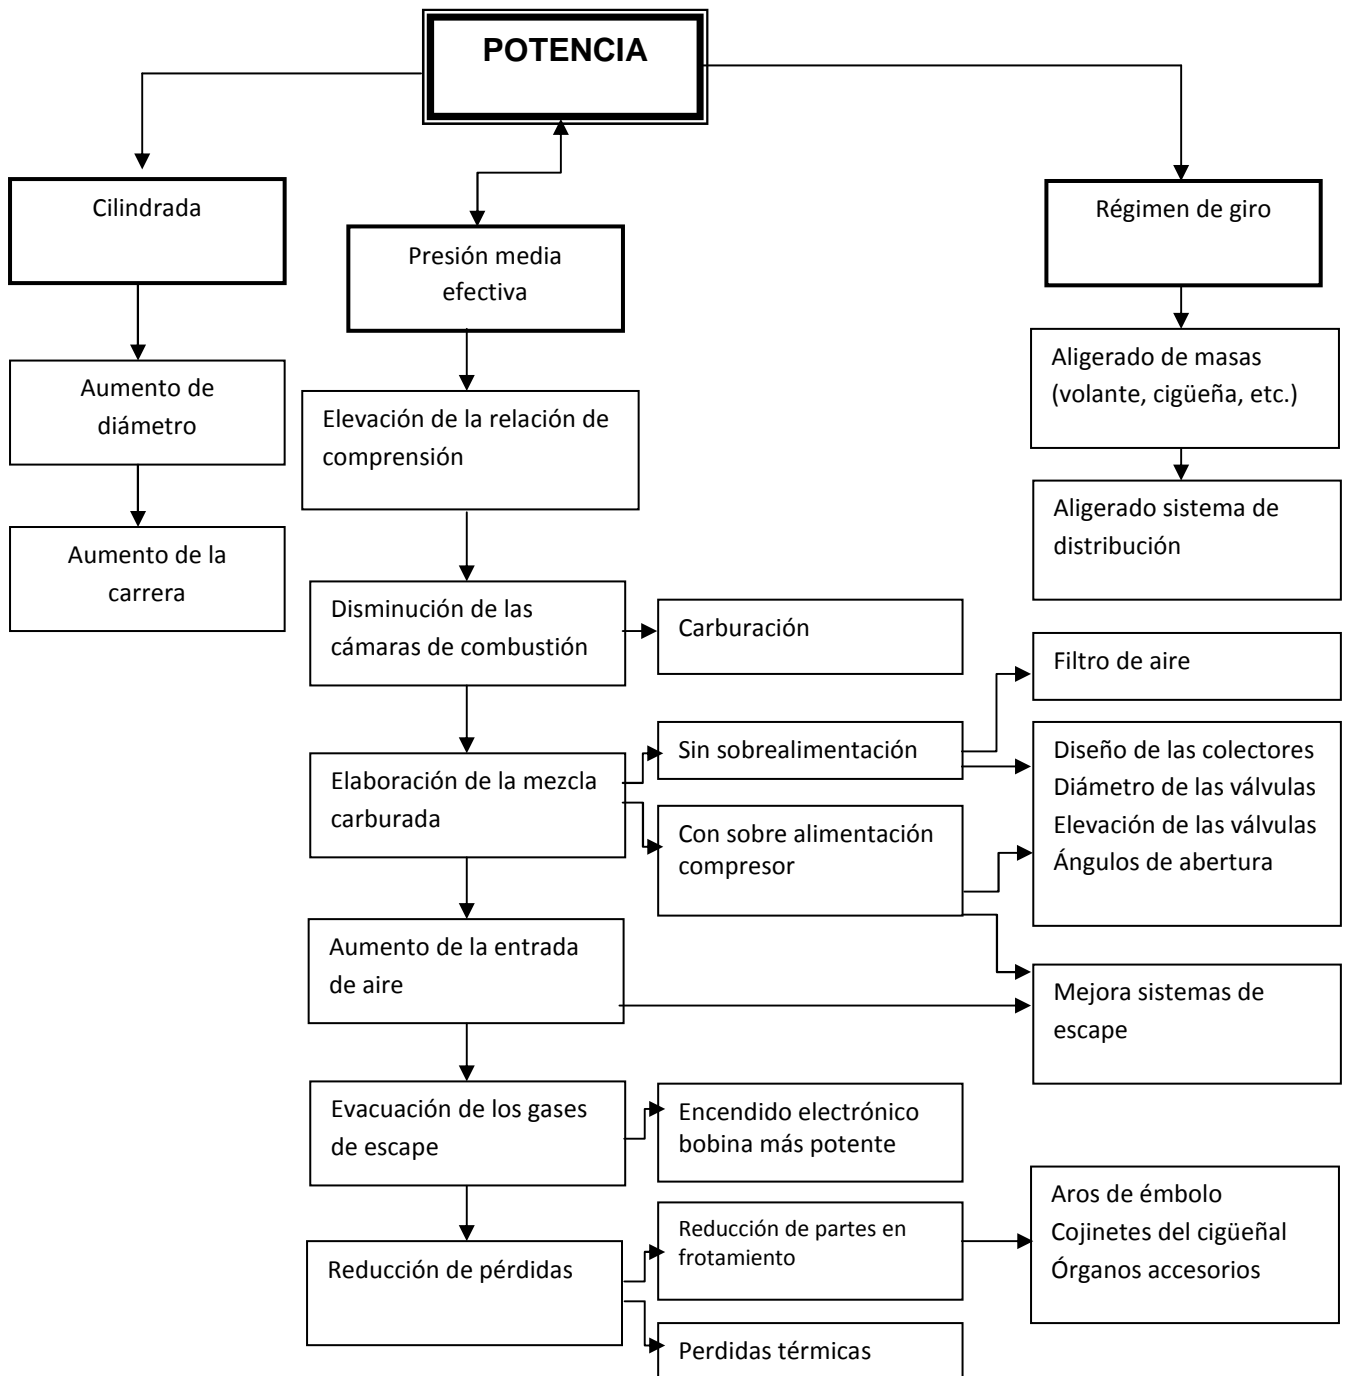 POTENCIA
Cilindrada
Aumento de
diámetro
Aumento de la
carrera
Presión media
efectiva
Elevación de la relación de
comprensión
Disminución de las
cámaras de combustión
Carburación
Elaboración de la mezcla
carburada
Sin sobrealimentación
Con sobre alimentación
compresor
Filtro de aire
Diseño de las colectores
Diámetro de las válvulas
Elevación de las válvulas
Ángulos de abertura
Aumento de la entrada
de aire
Mejora sistemas de
escape
Evacuación de los gases
de escape
Encendido electrónico
bobina más potente
Reducción de pérdidas
Reducción de partes en
frotamiento
Aros de émbolo
Cojinetes del cigüeñal
Órganos accesorios
Perdidas térmicas
Régimen de giro
Aligerado de masas
(volante, cigüeña, etc.)
Aligerado sistema de
distribución